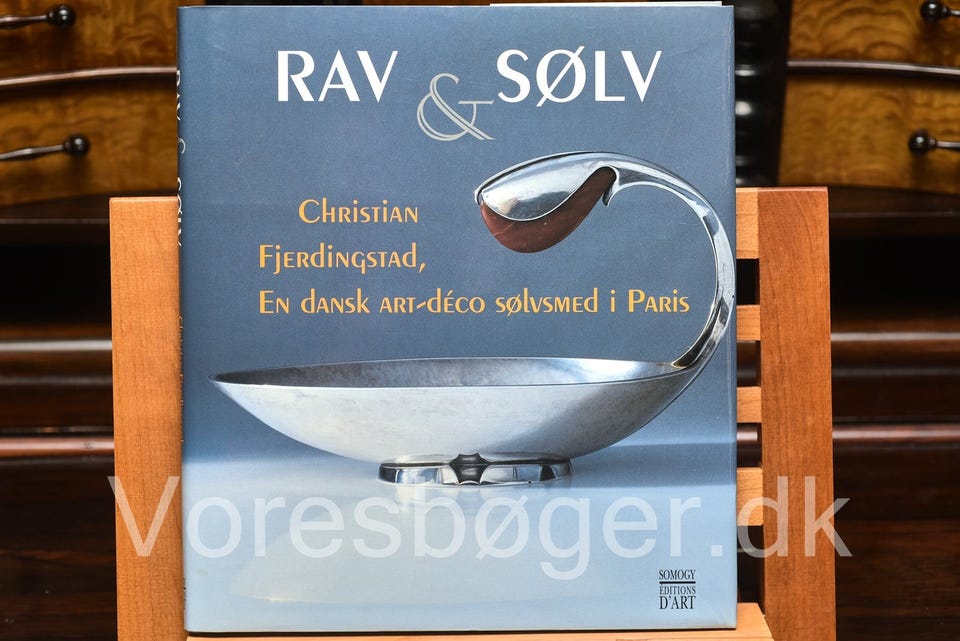 RAV & SØLV
Christian
Fjerdingstad,
En dansk art-déco sølvsmed i Paris
Voresbøger.dk
SOMOGY
ÉDITIONS
D'ART